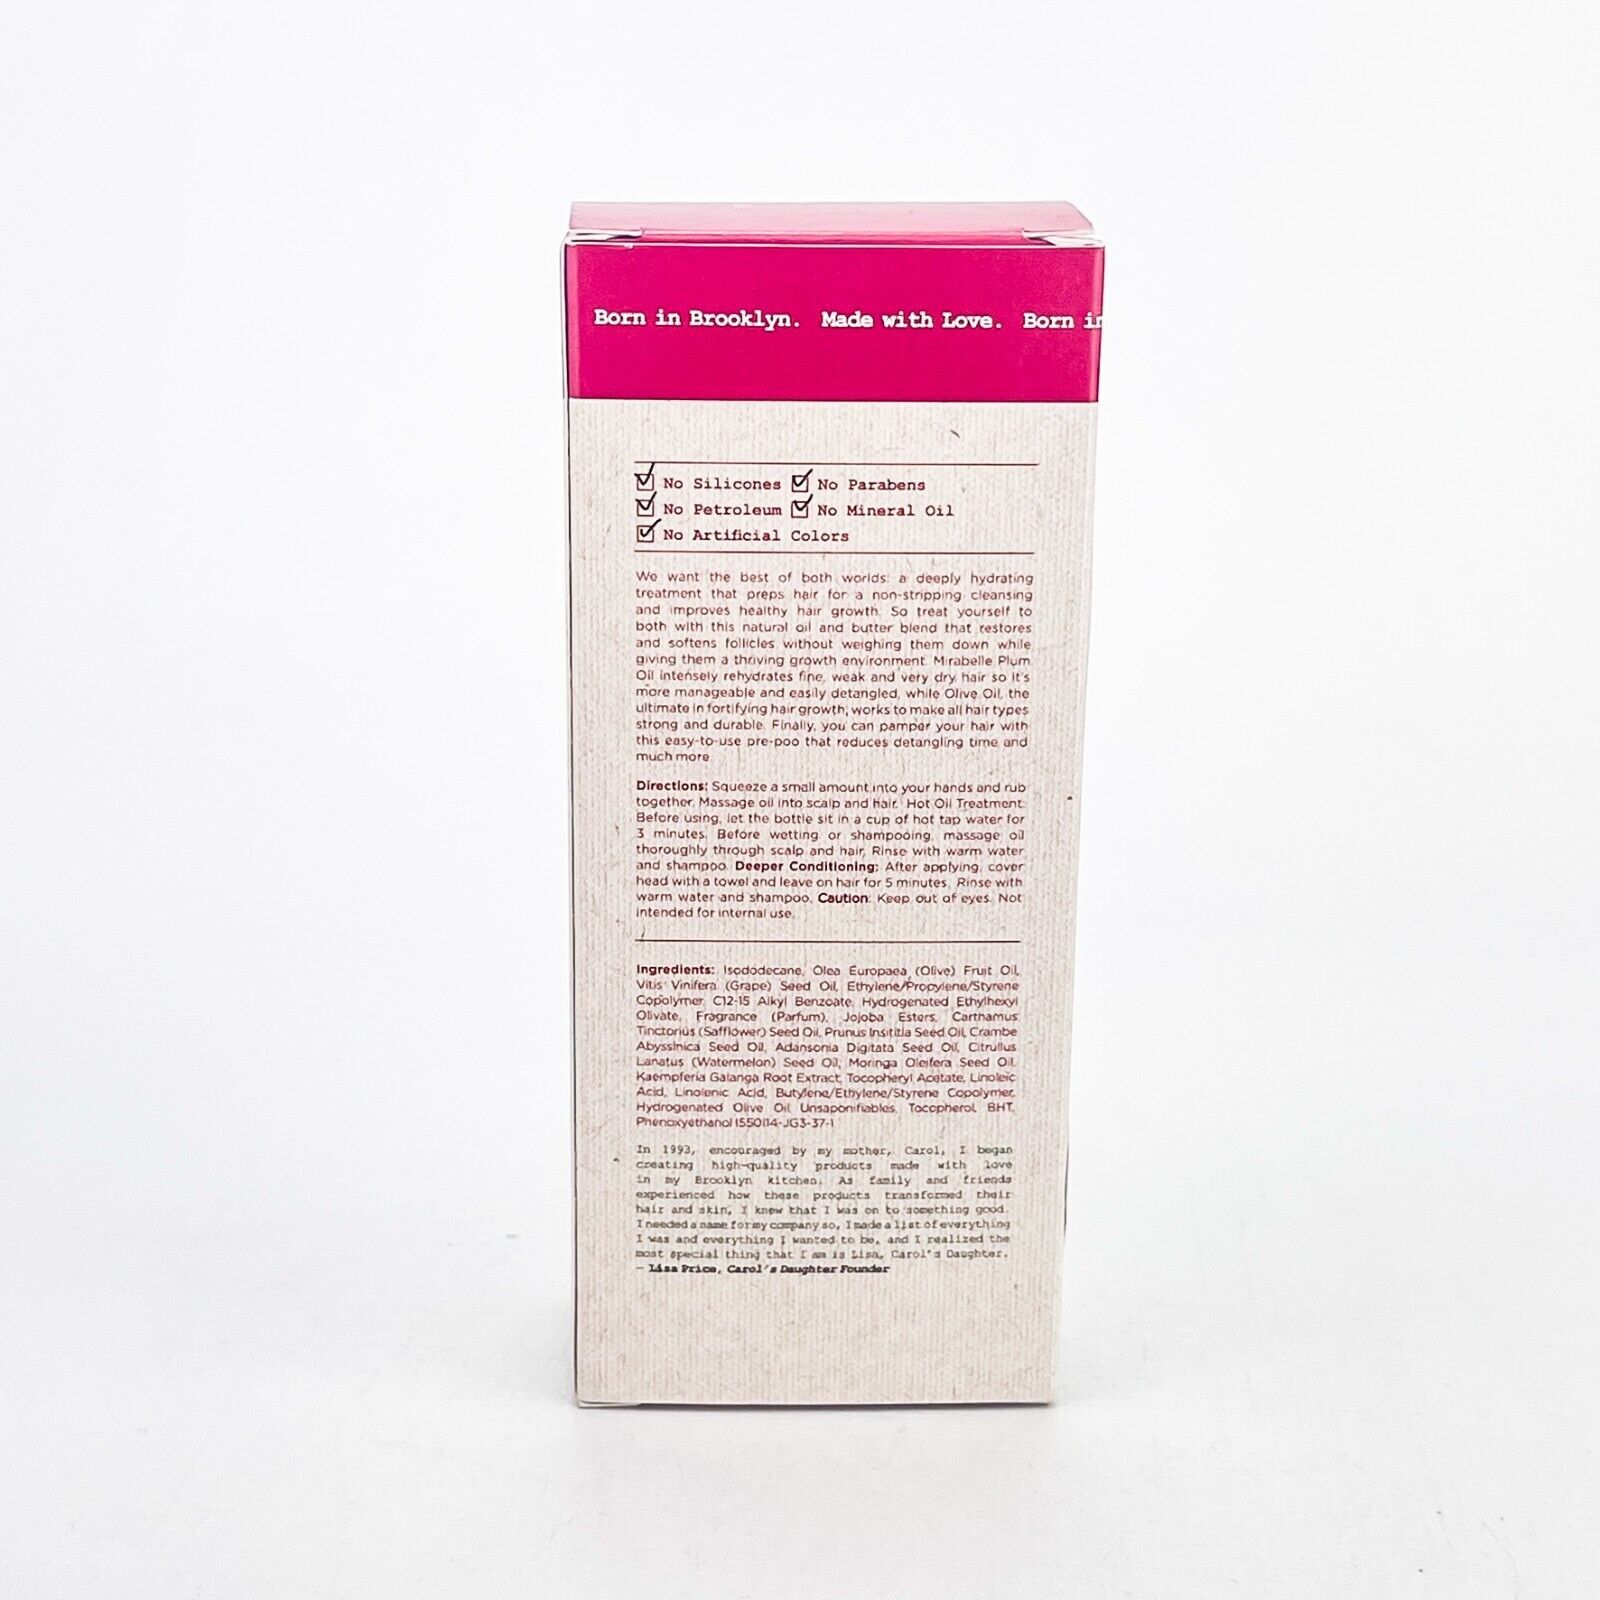 Born in Brooklyn. Made with Love. Born in
No Silicones No Parabens
No Petroleum No Mineral Oil
No Artificial Colors
We want the best of both worlds: a deeply hydrating
treatment that preps hair for a non-stripping cleansing
and improves healthy hair growth. So treat yourself to
both with this natural oil and butter blend that restores
and softens follicles without weighing them down while
giving them a thriving growth environment. Mirabelle Plum
Oil intensely rehydrates fine, weak and very dry hair so it's
more manageable and easily detangled, while Olive Oil, the
ultimate in fortifying hair growth, works to make all hair types
strong and durable. Finally, you can pamper your hair with
this easy-to-use pre-poo that reduces detangling time and
much more.
Directions: Squeeze a small amount into your hands and rub
together. Massage oil into scalp and hair. Hot Oil Treatment:
Before using, let the bottle sit in a cup of hot tap water for
3 minutes. Before wetting or shampooing, massage oil
thoroughly through scalp and hair. Rinse with warm water
and shampoo. Deeper Conditioning: After applying, cover
head with a towel and leave on hair for 5 minutes. Rinse with
warm water and shampoo. Caution: Keep out of eyes. Not
intended for internal use.
Ingredients: Isododecane, Olea Europaea (Olive) Fruit Oil,
Vitis Vinifera (Grape) Seed Oil, Ethylene/Propylene/Styrene
Copolymer, C12-15 Alkyl Benzoate, Hydrogenated Ethylhexyl
Olivate, Fragrance (Parfum), Jojoba Esters, Carthamus
Tinctorius (Safflower) Seed Oil, Prunus Insititia Seed Oil, Crambe
Abyssinica Seed Oil, Adansonia Digitata Seed Oil, Citrullus
Lanatus (Watermelon) Seed Oil, Moringa Oleifera Seed Oil,
Kaempferia Galanga Root Extract, Tocopheryl Acetate, Linoleic
Acid, Linolenic Acid, Butylene/Ethylene/Styrene Copolymer,
Hydrogenated Olive Oil Unsaponifiables, Tocopherol, BHT,
Phenoxyethanol 1550114-JG3-37-1
In 1993, encouraged by my mother, Carol, I began
creating high-quality products made with love
in my Brooklyn kitchen. As family and friends
experienced how these products transformed their
hair and skin, I knew that I was on to something good.
I needed a name for my company so, I made a list of everything
I was and everything I wanted to be, and I realized the
most special thing that I am is Lisa, Carol's Daughter.
– Lisa Price, Carol's Daughter Founder